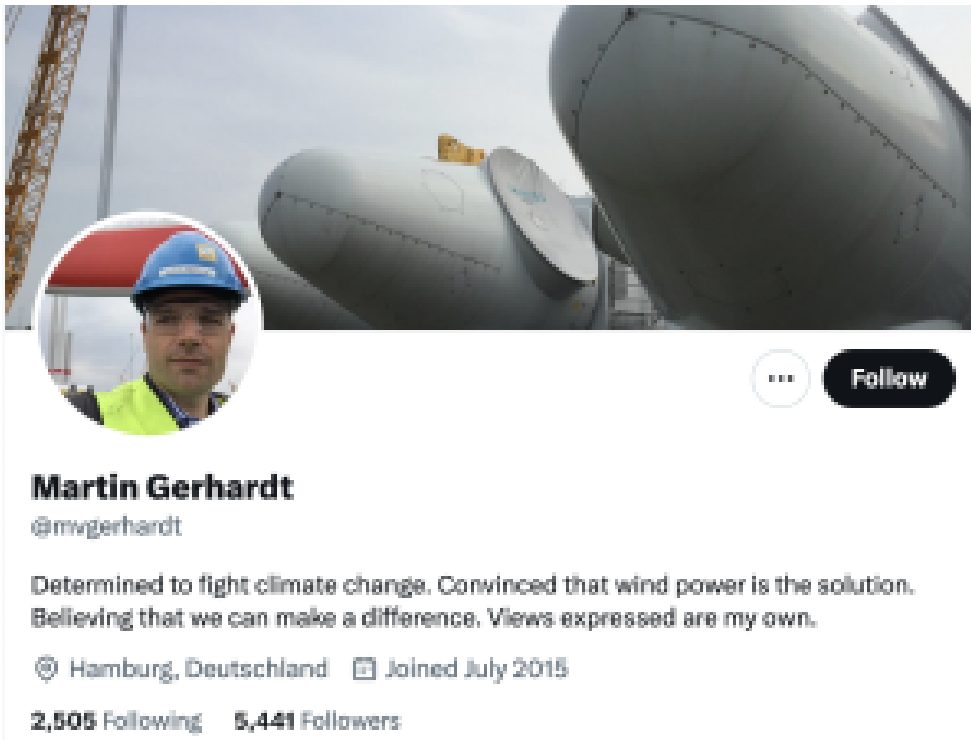 Follow
Martin Gerhardt
@mvgerhardt
Determined to fight climate change. Convinced that wind power is the solution.
Believing that we can make a difference. Views expressed are my own.
Hamburg, Deutschland Joined July 2015
2,505 Following 5,441 Followers